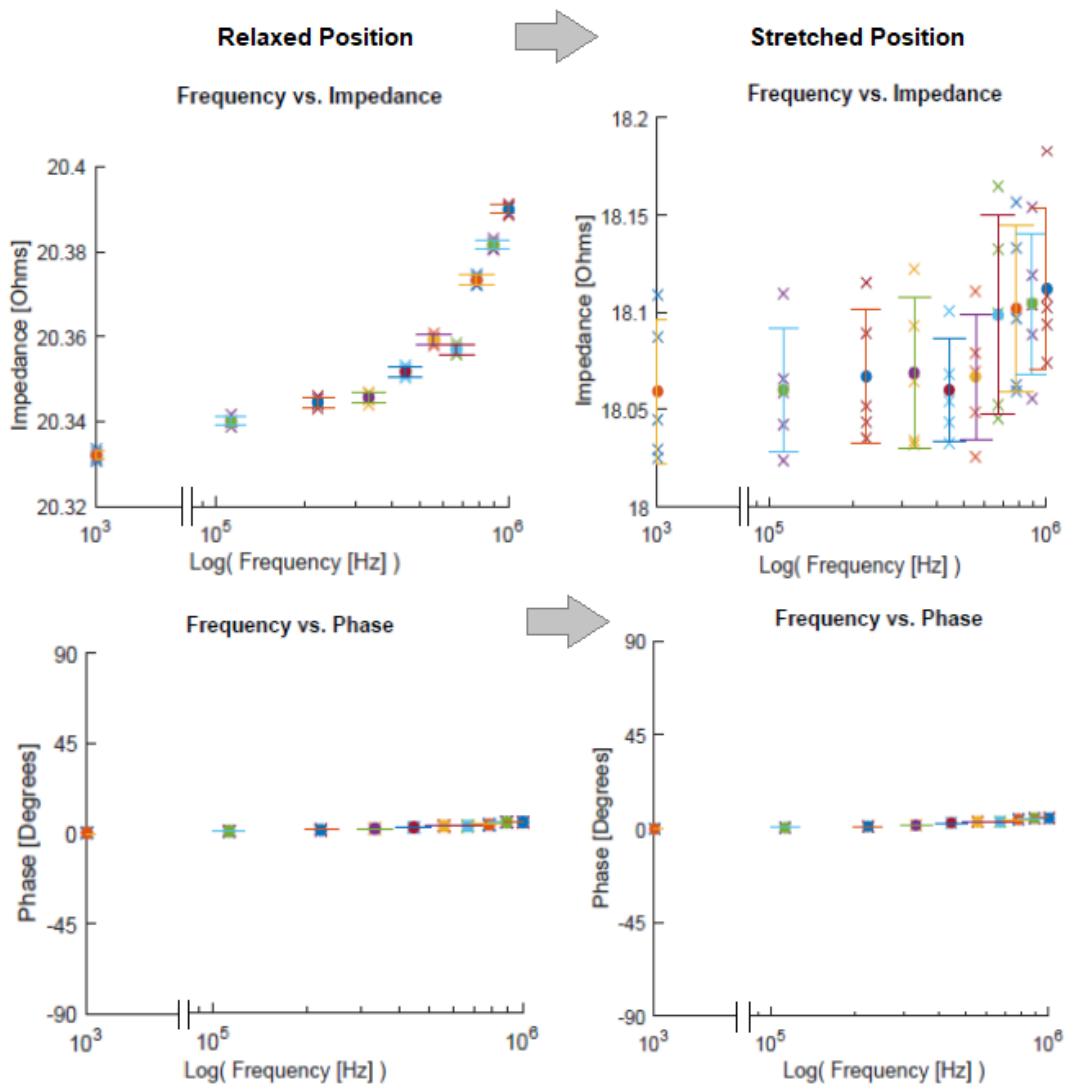 Relaxed Position
Stretched Position
Frequency vs. Impedance
Impedance [Ohms]
20.4
20.38
20.36
20.34
20.32
10^3
10^5
10^6
Log( Frequency [Hz] )
Frequency vs. Impedance
Impedance [Ohms]
18.2
18.15
18.1
18.05
18
10^3
10^5
10^6
Log( Frequency [Hz] )
Frequency vs. Phase
Phase [Degrees]
90
45
0
-45
-90
10^3
10^5
10^6
Log( Frequency [Hz] )
Frequency vs. Phase
Phase [Degrees]
90
45
0
-45
-90
10^3
10^5
10^6
Log( Frequency [Hz] )